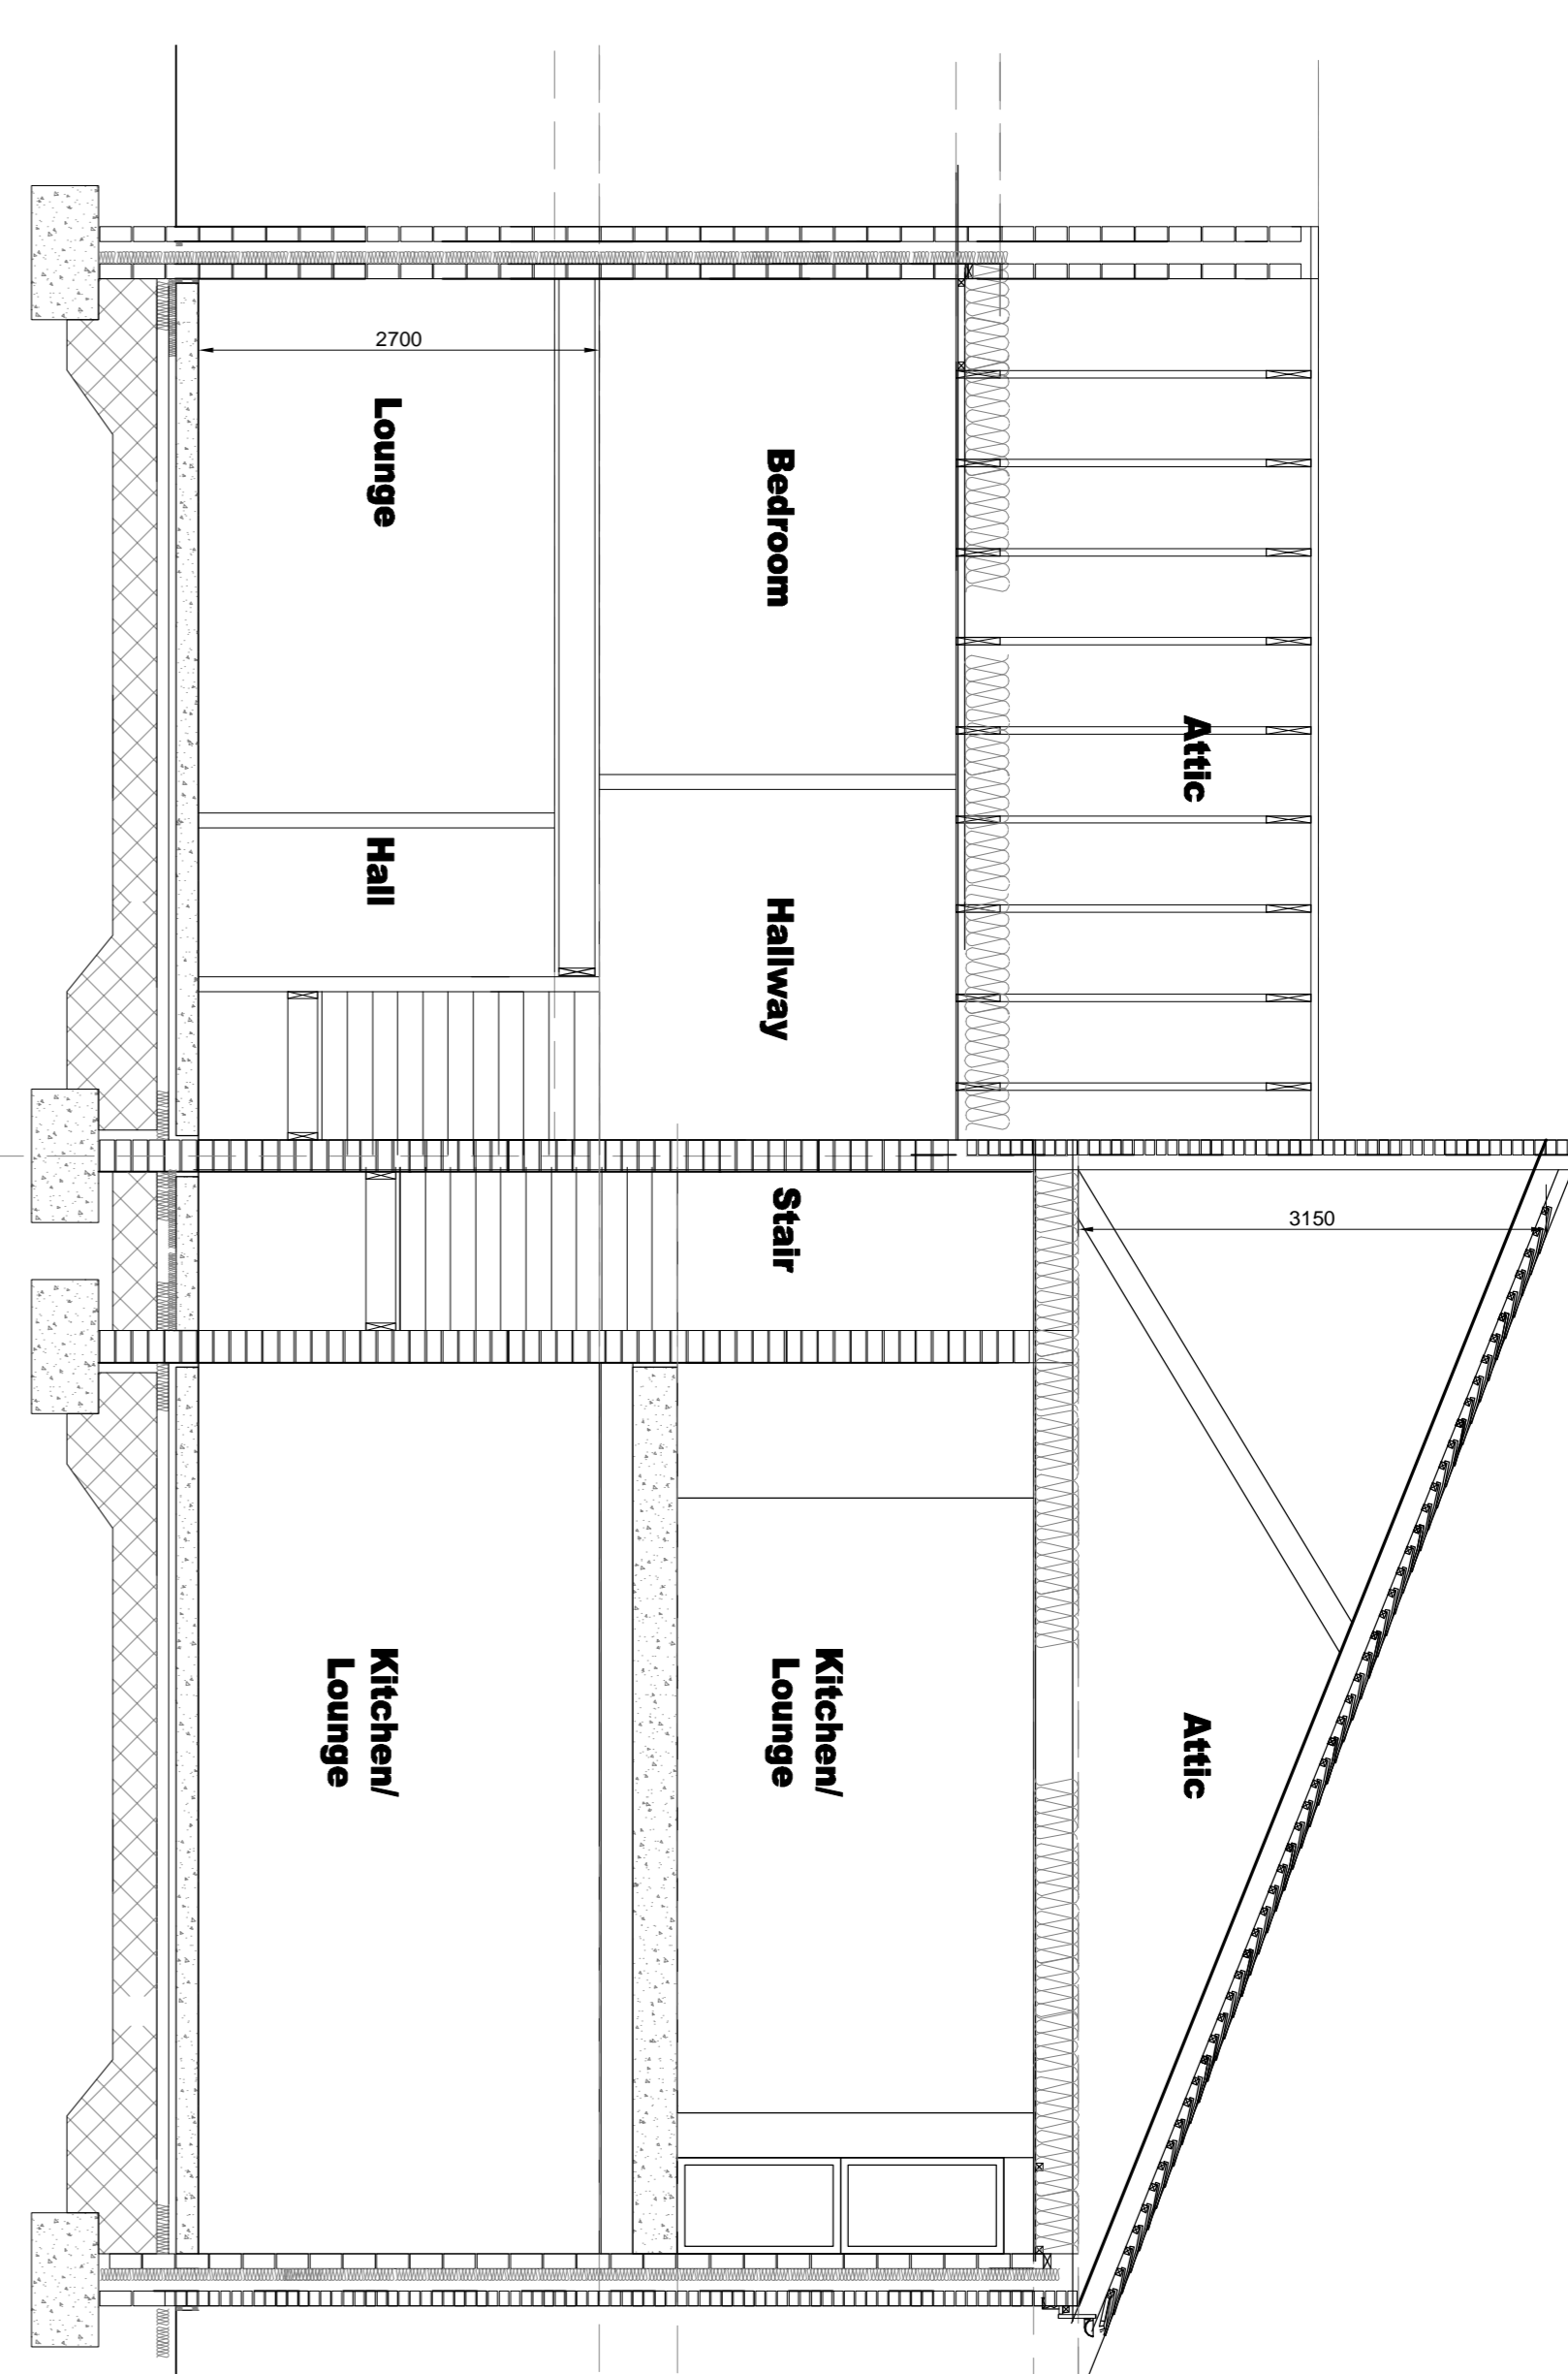 2700
Lounge
Bedroom
Attic
Hall
Hallway
Stair
3150
Kitchen/
Lounge
Kitchen/
Lounge
Attic